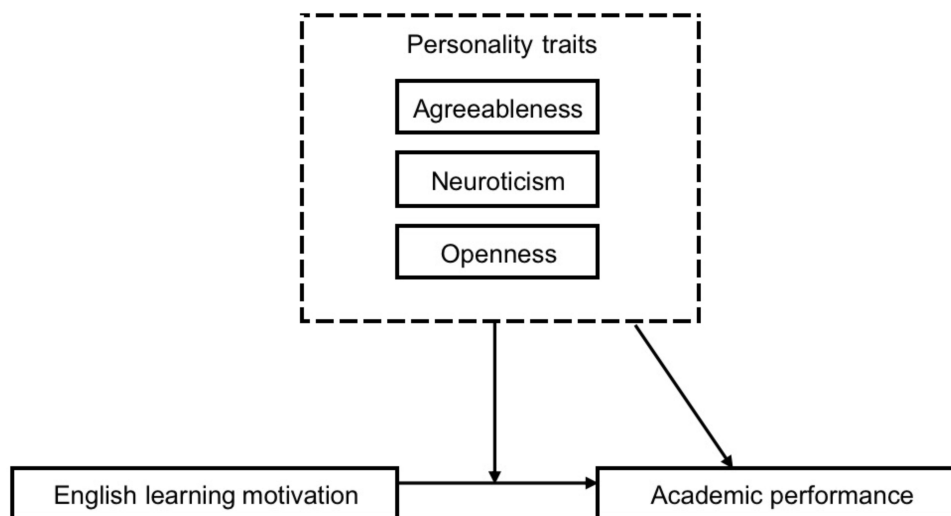 Personality traits
Agreeableness
Neuroticism
Openness
English learning motivation
Academic performance